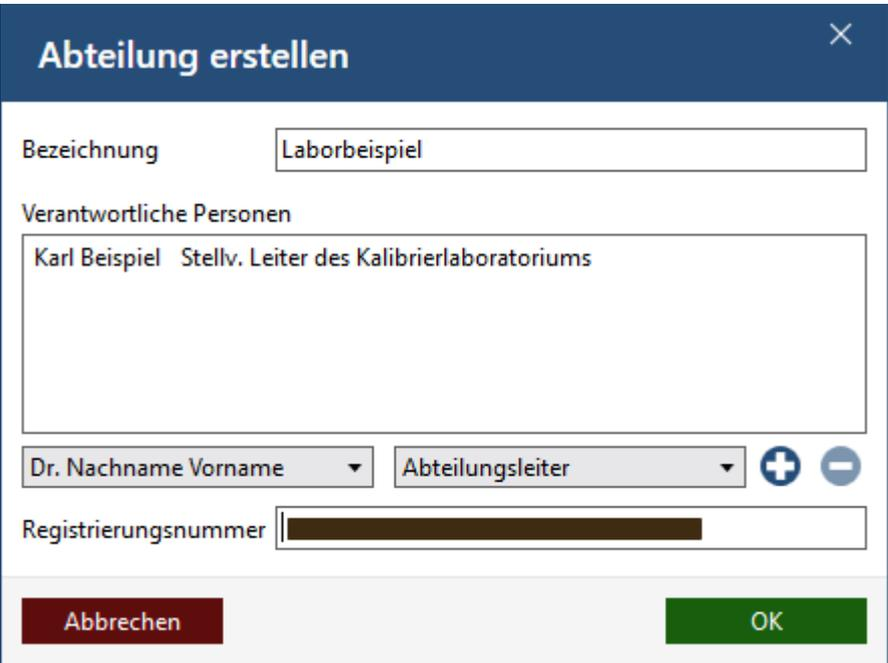 Abteilung erstellen
Bezeichnung Laborbeispiel
Verantwortliche Personen
Karl Beispiel Stellv. Leiter des Kalibrierlaboratoriums
Dr. Nachname Vorname Abteilungsleiter
Registrierungsnummer
Abbrechen OK